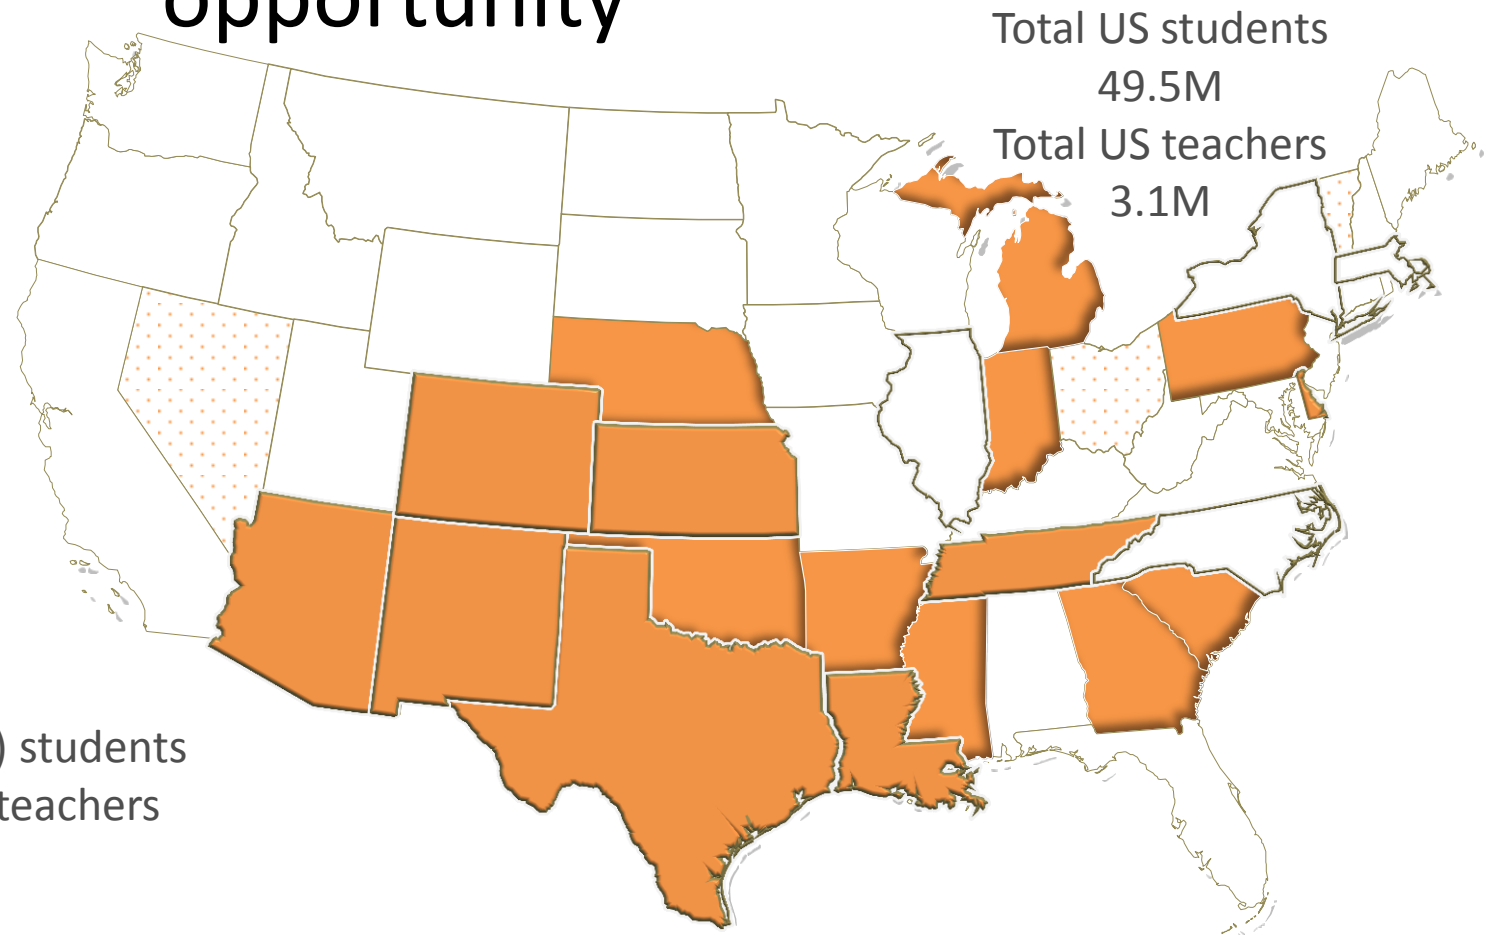 opportunity
Total US students
49.5M
Total US teachers
3.1M
) students
teachers